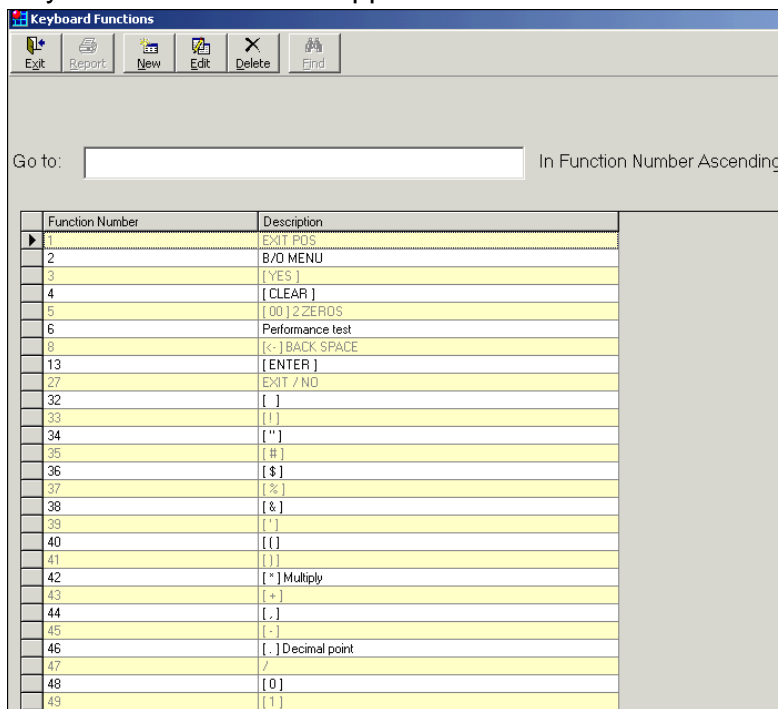 Keyboard Functions
Exit Report New Edit Delete Find
Go to: In Function Number Ascending
Function Number Description
1 EXIT POS
2 B/O MENU
3 [ YES ]
4 [ CLEAR ]
5 [ 00 ] 2 ZEROS
6 Performance test
8 [<- ] BACK SPACE
13 [ ENTER ]
27 EXIT / NO
32 [   ]
33 [ ! ]
34 [ " ]
35 [ # ]
36 [ $ ]
37 [ % ]
38 [ & ]
39 [ ' ]
40 [ ( ]
41 [ ) ]
42 [ * ] Multiply
43 [ + ]
44 [ , ]
45 [ - ]
46 [ . ] Decimal point
47 /
48 [ 0 ]
49 [ 1 ]